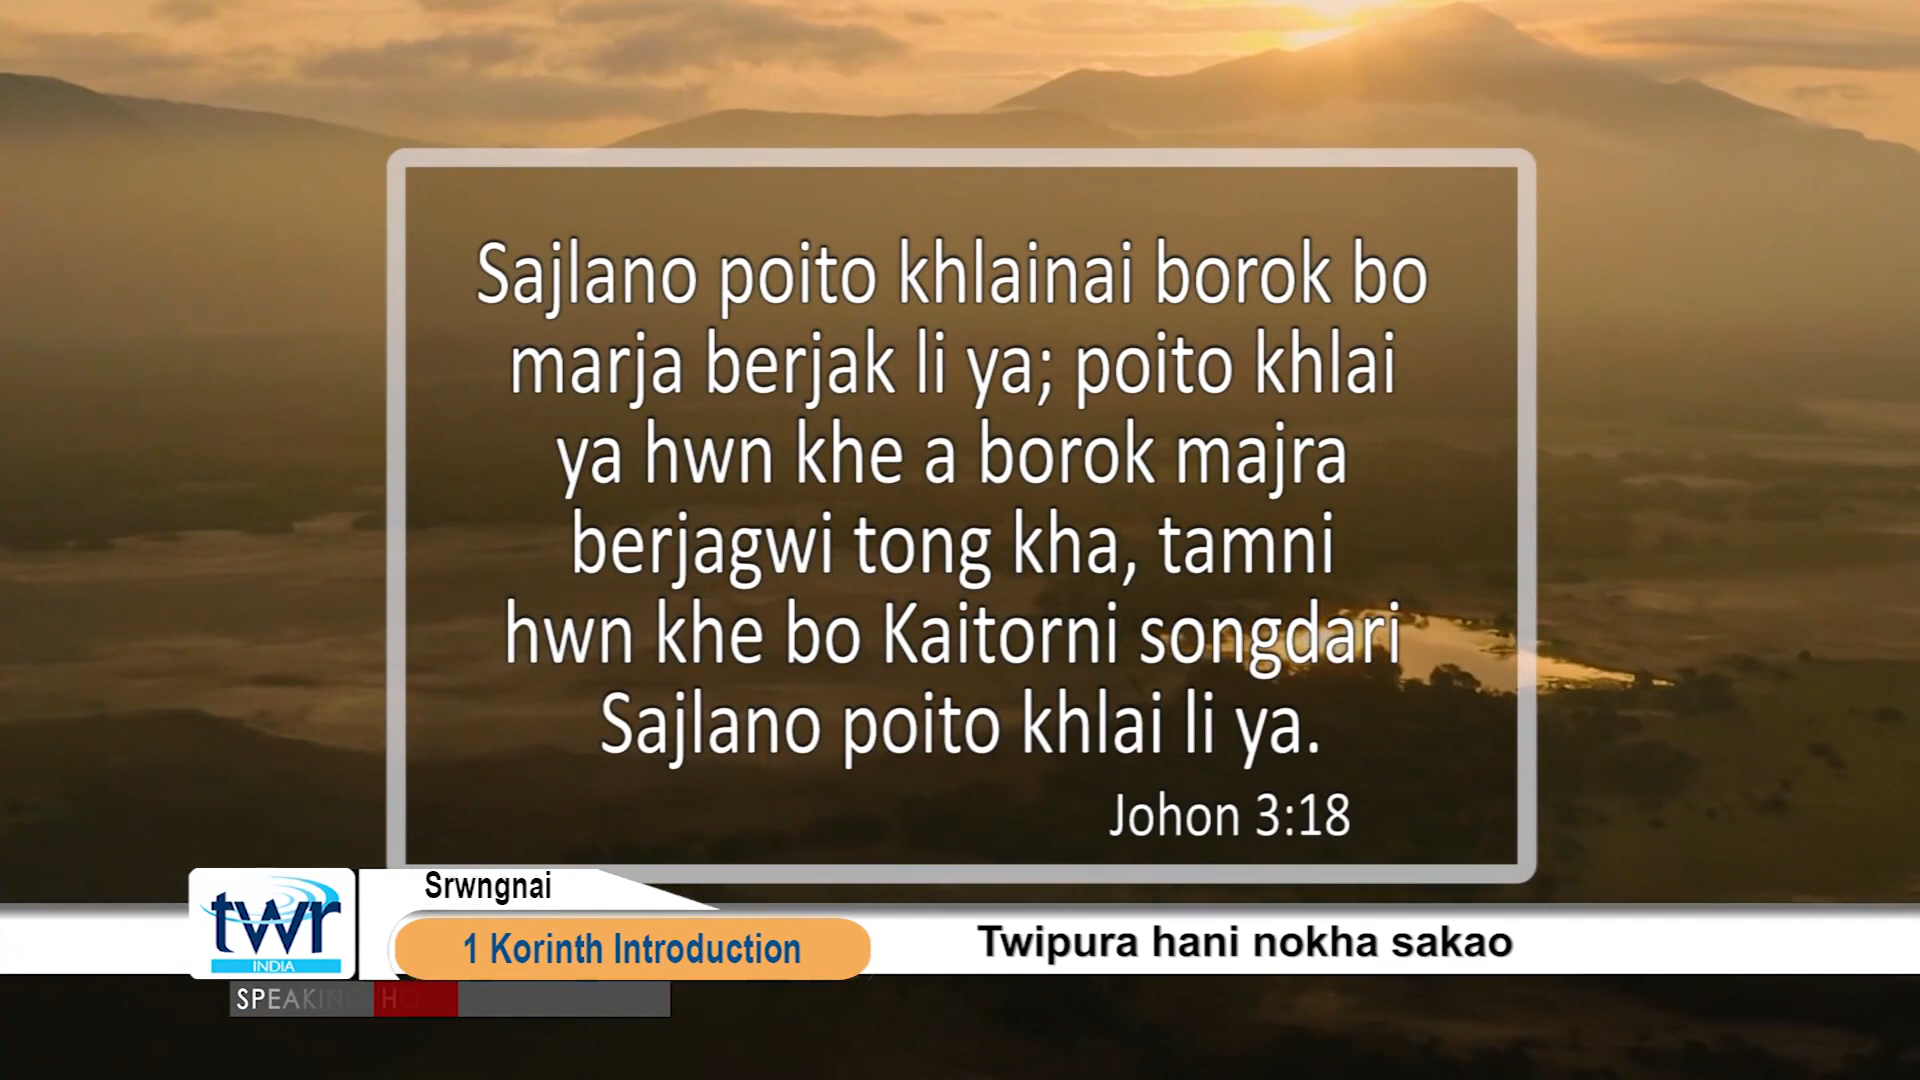 Sajlano poito khlainai borok bo
marja berjak li ya; poito khlai
ya hwn khe a borok majra
berjagwi tong kha, tamni
hwn khe bo Kaitorni songdari
Sajlano poito khlai li ya.
Johon 3:18
twr
INDIA
Srwngnai
1 Korinth Introduction
Twipura hani nokha sakao
SPEAKING